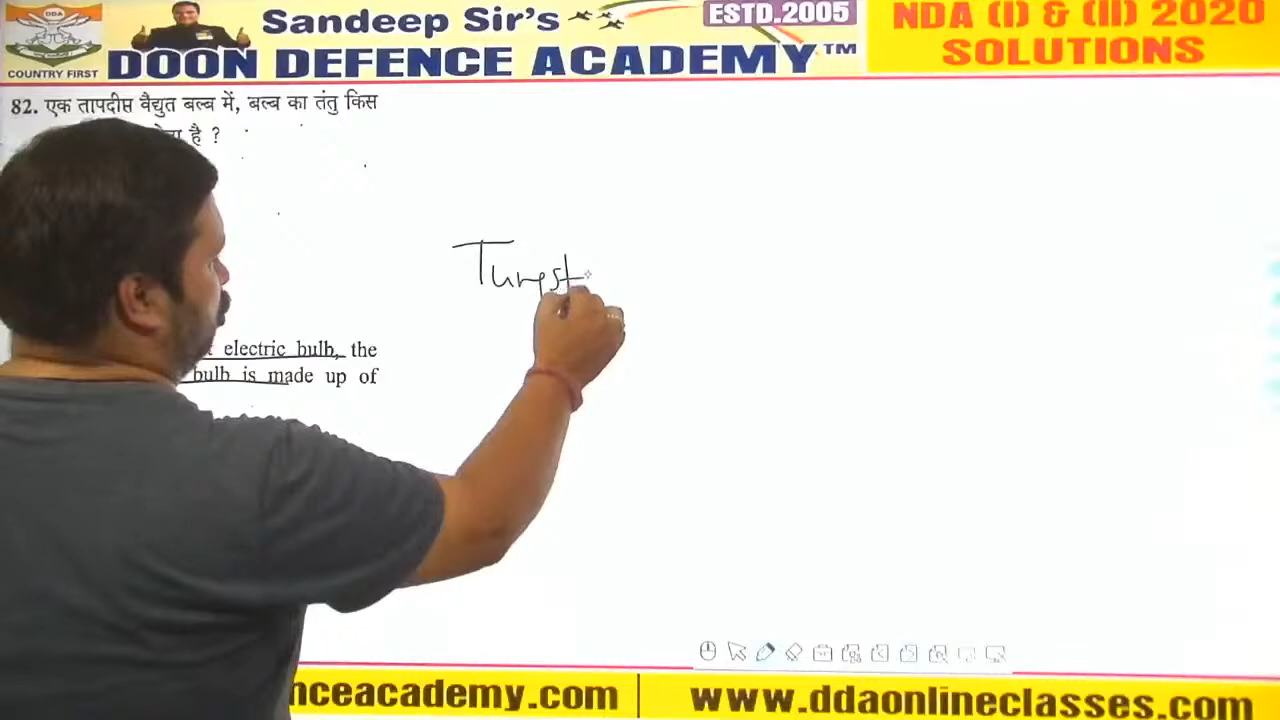 DDA
COUNTRY FIRST
Sandeep Sir's
DOON DEFENCE ACADEMY™
ESTD.2005
NDA (I) & (II) 2020
SOLUTIONS
82. एक तापदीप्त वैद्युत बल्ब में, बल्ब का तंतु किस
है ?
Tungst
electric bulb, the
bulb is made up of
nceacademy.com
www.ddaonlineclasses.com